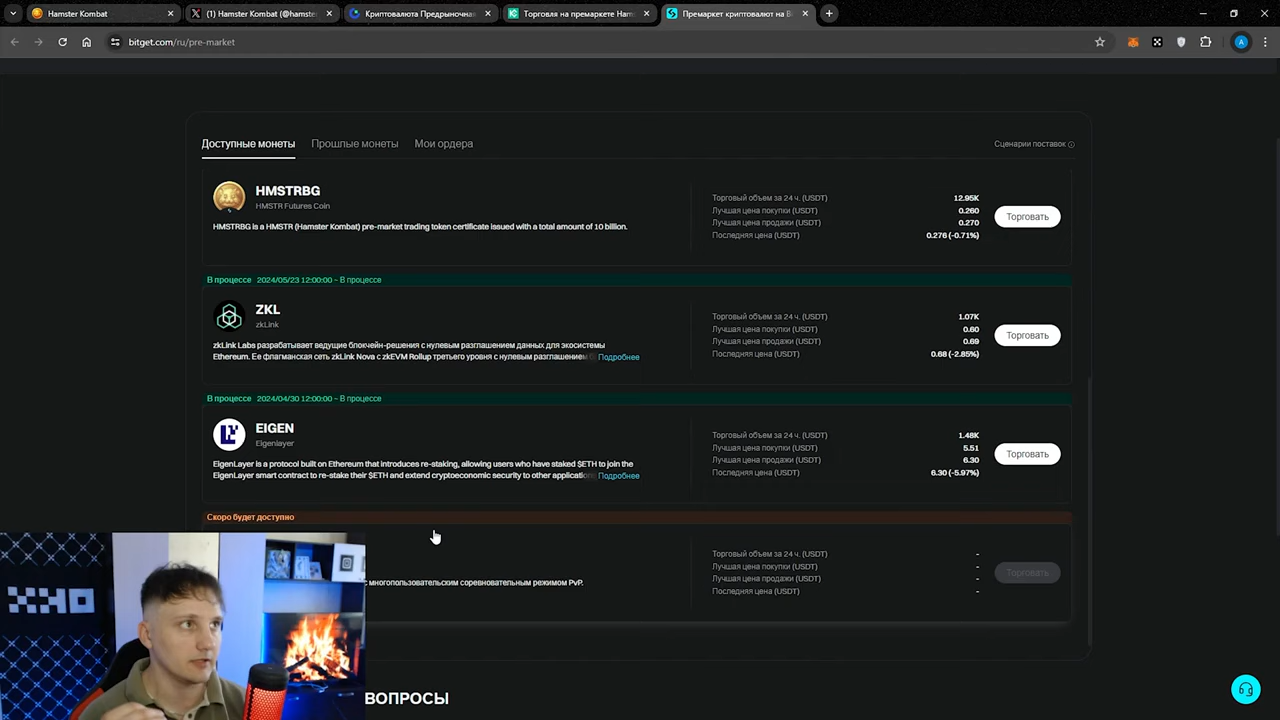 Hamster Kombat
(1) Hamster Kombat (@hamste
Криптовалюта Предрыночна
Торговля на премаркете Ham
Премаркет криптовалют на B
bitget.com/ru/pre-market
A
Доступные монеты
Прошлые монеты
Мои ордера
Сценарии поставок
HMSTRBG
HMSTR Futures Coin
HMSTRBG is a HMSTR (Hamster Kombat) pre-market trading token certificate issued with a total amount of 10 billion.
Торговый объем за 24 ч. (USDT) 12.95K
Лучшая цена покупки (USDT) 0.260
Лучшая цена продажи (USDT) 0.270
Последняя цена (USDT) 0.276 (-0.71%)
Торговать
В процессе 2024/05/23 12:00:00 ~ В процессе
ZKL
zkLink
zkLink Labs разрабатывает ведущие блокчейн-решения с нулевым разглашением данных для экосистемы
Ethereum. Ее флагманская сеть zkLink Nova с zkEVM Rollup третьего уровня с нулевым разглашением Подробнее
Торговый объем за 24 ч. (USDT) 1.07K
Лучшая цена покупки (USDT) 0.60
Лучшая цена продажи (USDT) 0.69
Последняя цена (USDT) 0.68 (-2.85%)
Торговать
В процессе 2024/04/30 12:00:00 ~ В процессе
EIGEN
Eigenlayer
EigenLayer is a protocol built on Ethereum that introduces re-staking, allowing users who have staked $ETH to join the
EigenLayer smart contract to re-stake their $ETH and extend cryptoeconomic security to other application Подробнее
Торговый объем за 24 ч. (USDT) 1.48K
Лучшая цена покупки (USDT) 5.51
Лучшая цена продажи (USDT) 6.30
Последняя цена (USDT) 6.30 (-5.97%)
Торговать
Скоро будет доступно
с многопользовательским соревновательным режимом PvP.
Торговый объем за 24 ч. (USDT) -
Лучшая цена покупки (USDT) -
Лучшая цена продажи (USDT) -
Последняя цена (USDT) -
Торговать
ВОПРОСЫ